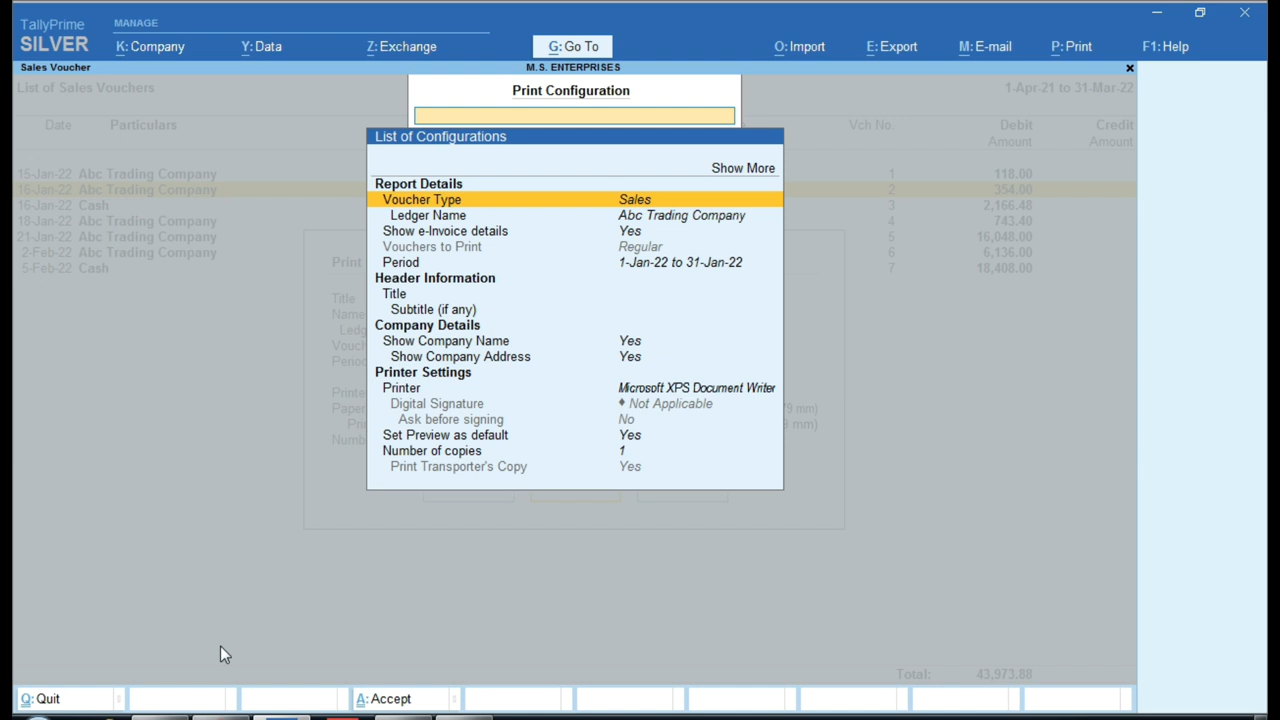 TallyPrime
MANAGE
SILVER
K: Company
Y: Data
Z: Exchange
G: Go To
O: Import
E: Export
M: E-mail
P: Print
F1: Help
Sales Voucher
M.S. ENTERPRISES
List of Sales Vouchers
Print Configuration
1-Apr-21 to 31-Mar-22
Date Particulars Vch No. Debit Credit
Amount Amount
List of Configurations
Show More
15-Jan-22 Abc Trading Company 1 118.00
16-Jan-22 Abc Trading Company 2 354.00
16-Jan-22 Cash 3 2,166.48
18-Jan-22 Abc Trading Company 4 743.40
21-Jan-22 Abc Trading Company 5 16,048.00
2-Feb-22 Abc Trading Company 6 6,136.00
5-Feb-22 Cash 7 18,408.00
Report Details
Voucher Type Sales
Ledger Name Abc Trading Company
Show e-Invoice details Yes
Vouchers to Print Regular
Period 1-Jan-22 to 31-Jan-22
Header Information
Title
Subtitle (if any)
Company Details
Show Company Name Yes
Show Company Address Yes
Printer Settings
Printer Microsoft XPS Document Writer
Digital Signature ♦ Not Applicable
Ask before signing No
Set Preview as default Yes
Number of copies 1
Print Transporter's Copy Yes
Print
Title
Total: 43,973.88
Q: Quit
A: Accept